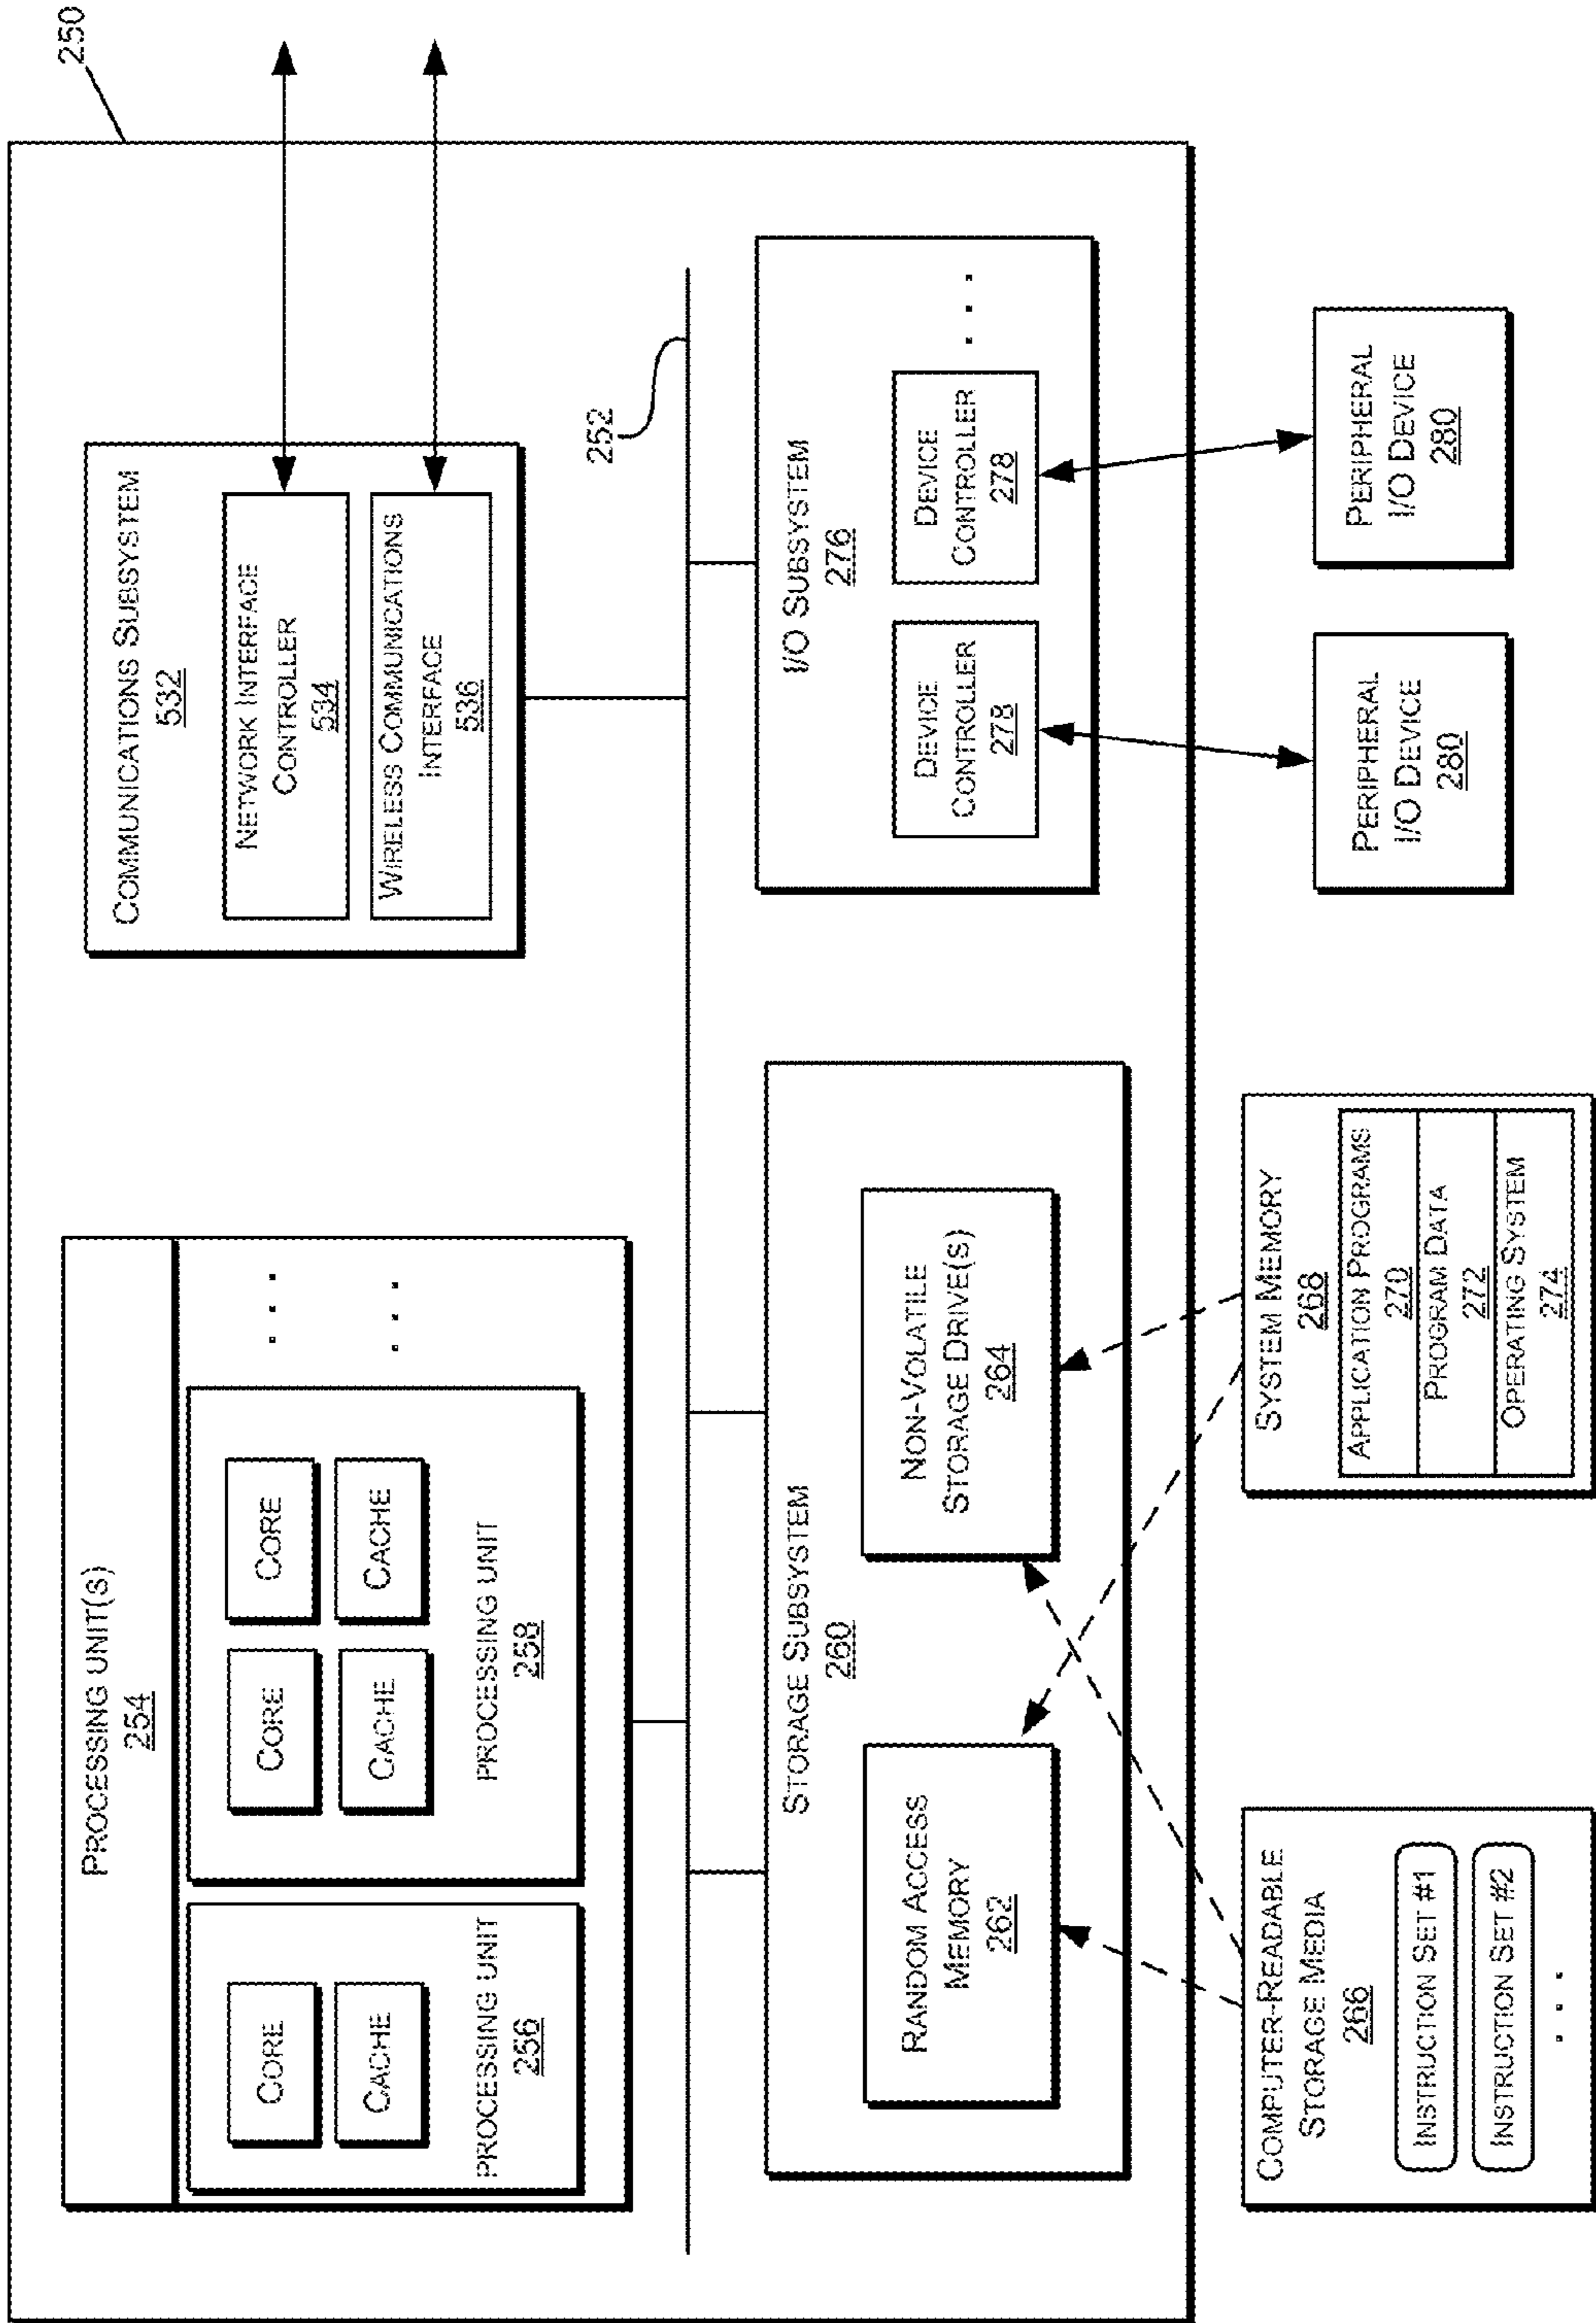 250
PROCESSING UNIT(S)
254
CORE
CACHE
PROCESSING UNIT
256
CORE
CORE
CACHE
CACHE
PROCESSING UNIT
258
. . .
. . .
COMMUNICATIONS SUBSYSTEM
532
NETWORK INTERFACE
CONTROLLER
534
WIRELESS COMMUNICATIONS
INTERFACE
536
252
STORAGE SUBSYSTEM
260
RANDOM ACCESS
MEMORY
262
NON-VOLATILE
STORAGE DRIVE(S)
264
I/O SUBSYSTEM
276
DEVICE
CONTROLLER
278
DEVICE
CONTROLLER
278
. . .
COMPUTER-READABLE
STORAGE MEDIA
266
INSTRUCTION SET #1
INSTRUCTION SET #2
. . .
SYSTEM MEMORY
268
APPLICATION PROGRAMS
270
PROGRAM DATA
272
OPERATING SYSTEM
274
PERIPHERAL
I/O DEVICE
280
PERIPHERAL
I/O DEVICE
280